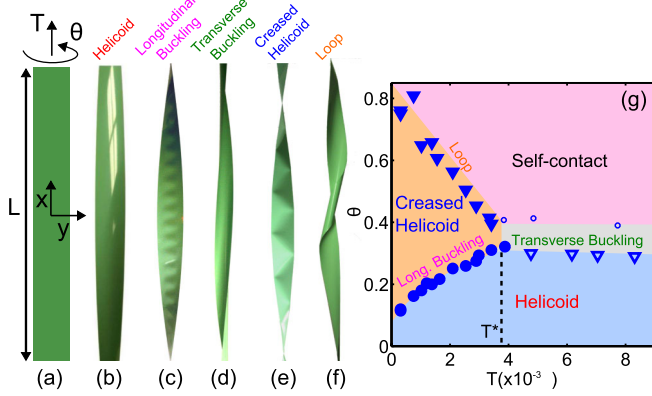 T
θ
Helicoid
Longitudinal
Buckling
Transverse
Buckling
Creased
Helicoid
Loop
L
x
y
(a) (b) (c) (d) (e) (f)
(g)
θ
0.8
0.6
0.4
0.2
0
Loop
Self-contact
Creased
Helicoid
Long. Buckling
Transverse Buckling
Helicoid
T*
0 2 4 6 8
T(x10⁻³ )